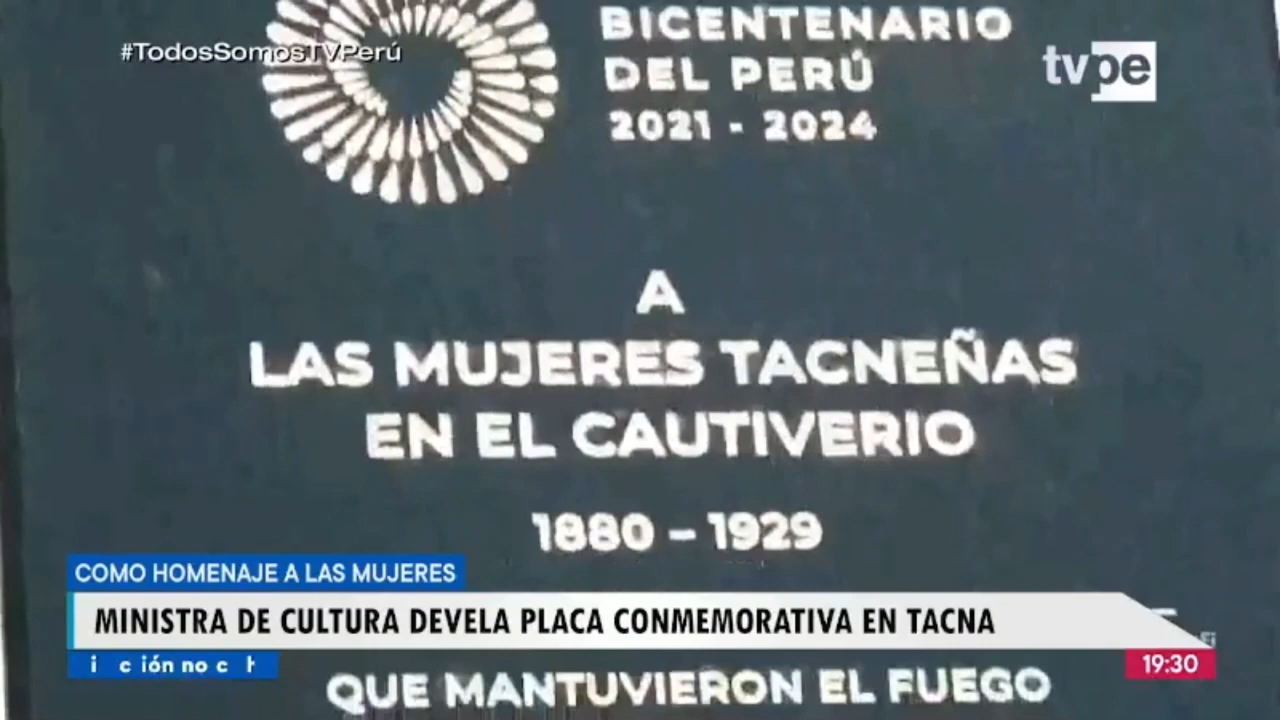 BICENTENARIO
DEL PERÚ
2021 - 2024
#TodosSomosTVPerú
tvpe
A
LAS MUJERES TACNEÑAS
EN EL CAUTIVERIO
1880 – 1929
COMO HOMENAJE A LAS MUJERES
MINISTRA DE CULTURA DEVELA PLACA CONMEMORATIVA EN TACNA
19:30
QUE MANTUVIERON EL FUEGO